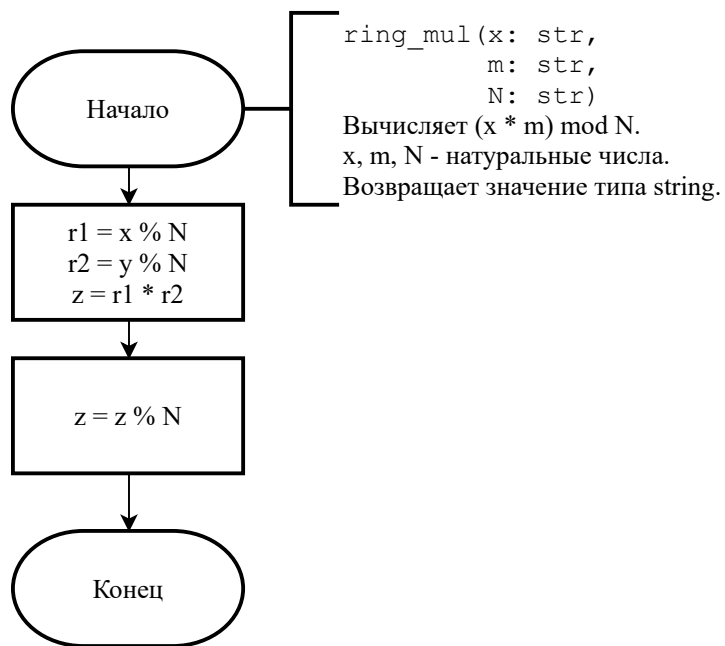 Начало
ring_mul(x: str,
m: str,
N: str)
Вычисляет (x * m) mod N.
x, m, N - натуральные числа.
Возвращает значение типа string.
r1 = x % N
r2 = y % N
z = r1 * r2
z = z % N
Конец